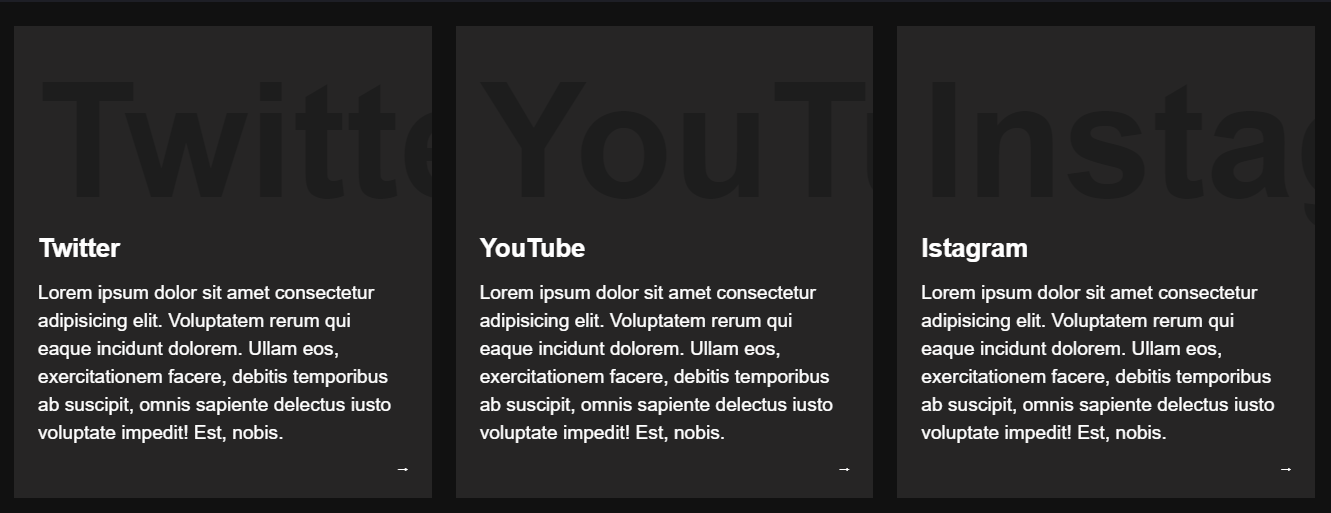 Twitte
Twitter
Lorem ipsum dolor sit amet consectetur
adipisicing elit. Voluptatem rerum qui
eaque incidunt dolorem. Ullam eos,
exercitationem facere, debitis temporibus
ab suscipit, omnis sapiente delectus iusto
voluptate impedit! Est, nobis.
→
YouTu
YouTube
Lorem ipsum dolor sit amet consectetur
adipisicing elit. Voluptatem rerum qui
eaque incidunt dolorem. Ullam eos,
exercitationem facere, debitis temporibus
ab suscipit, omnis sapiente delectus iusto
voluptate impedit! Est, nobis.
→
Instag
Istagram
Lorem ipsum dolor sit amet consectetur
adipisicing elit. Voluptatem rerum qui
eaque incidunt dolorem. Ullam eos,
exercitationem facere, debitis temporibus
ab suscipit, omnis sapiente delectus iusto
voluptate impedit! Est, nobis.
→